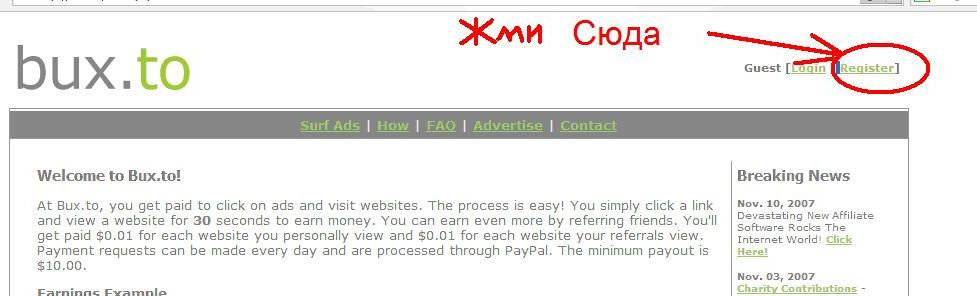 Жми Сюда
bux.to
Guest [Login | Register]
Surf Ads | How | FAQ | Advertise | Contact
Welcome to Bux.to!
At Bux.to, you get paid to click on ads and visit websites. The process is easy! You simply click a link
and view a website for 30 seconds to earn money. You can earn even more by referring friends. You'll
get paid $0.01 for each website you personally view and $0.01 for each website your referrals view.
Payment requests can be made every day and are processed through PayPal. The minimum payout is
$10.00.
Earnings Example
Breaking News
Nov. 10, 2007
Devastating New Affiliate
Software Rocks The
Internet World! Click
Here!
Nov. 03, 2007
Charity Contributions -